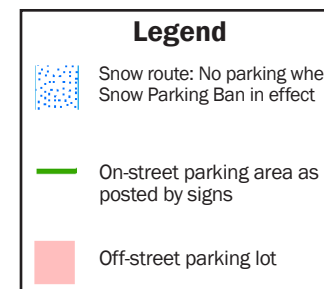 Legend
Snow route: No parking whe
Snow Parking Ban in effect
On-street parking area as
posted by signs
Off-street parking lot